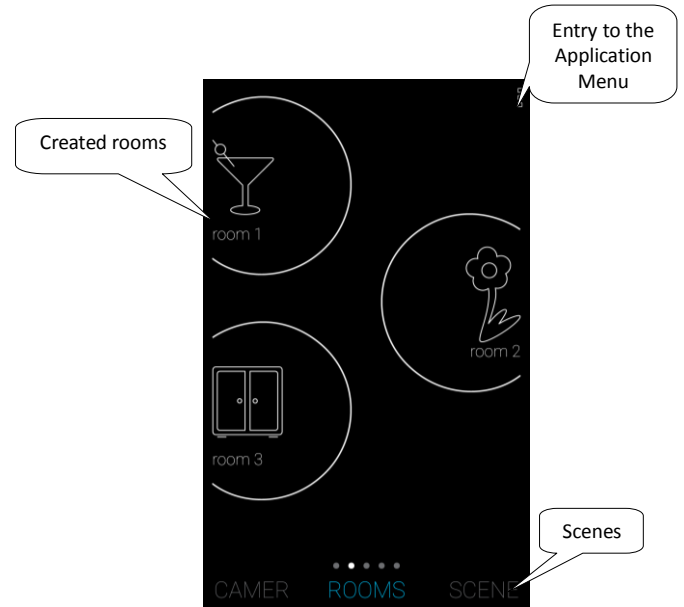 Entry to the
Application
Menu
Created rooms
room 1
room 2
room 3
Scenes
CAMER
ROOMS
SCENE